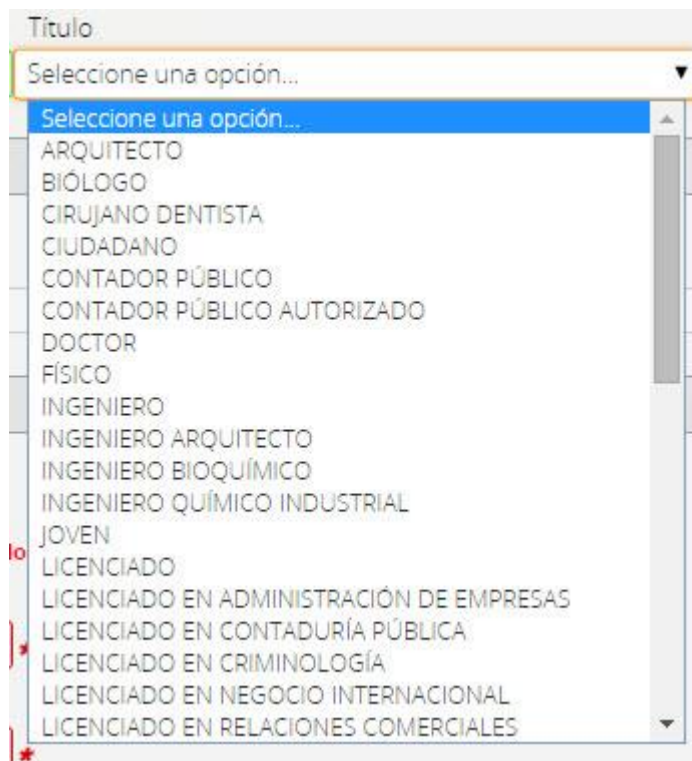 Título
Seleccione una opción...
Seleccione una opción...
ARQUITECTO
BIÓLOGO
CIRUJANO DENTISTA
CIUDADANO
CONTADOR PÚBLICO
CONTADOR PÚBLICO AUTORIZADO
DOCTOR
FÍSICO
INGENIERO
INGENIERO ARQUITECTO
INGENIERO BIOQUÍMICO
INGENIERO QUÍMICO INDUSTRIAL
JOVEN
LICENCIADO
LICENCIADO EN ADMINISTRACIÓN DE EMPRESAS
LICENCIADO EN CONTADURÍA PÚBLICA
LICENCIADO EN CRIMINOLOGÍA
LICENCIADO EN NEGOCIO INTERNACIONAL
LICENCIADO EN RELACIONES COMERCIALES